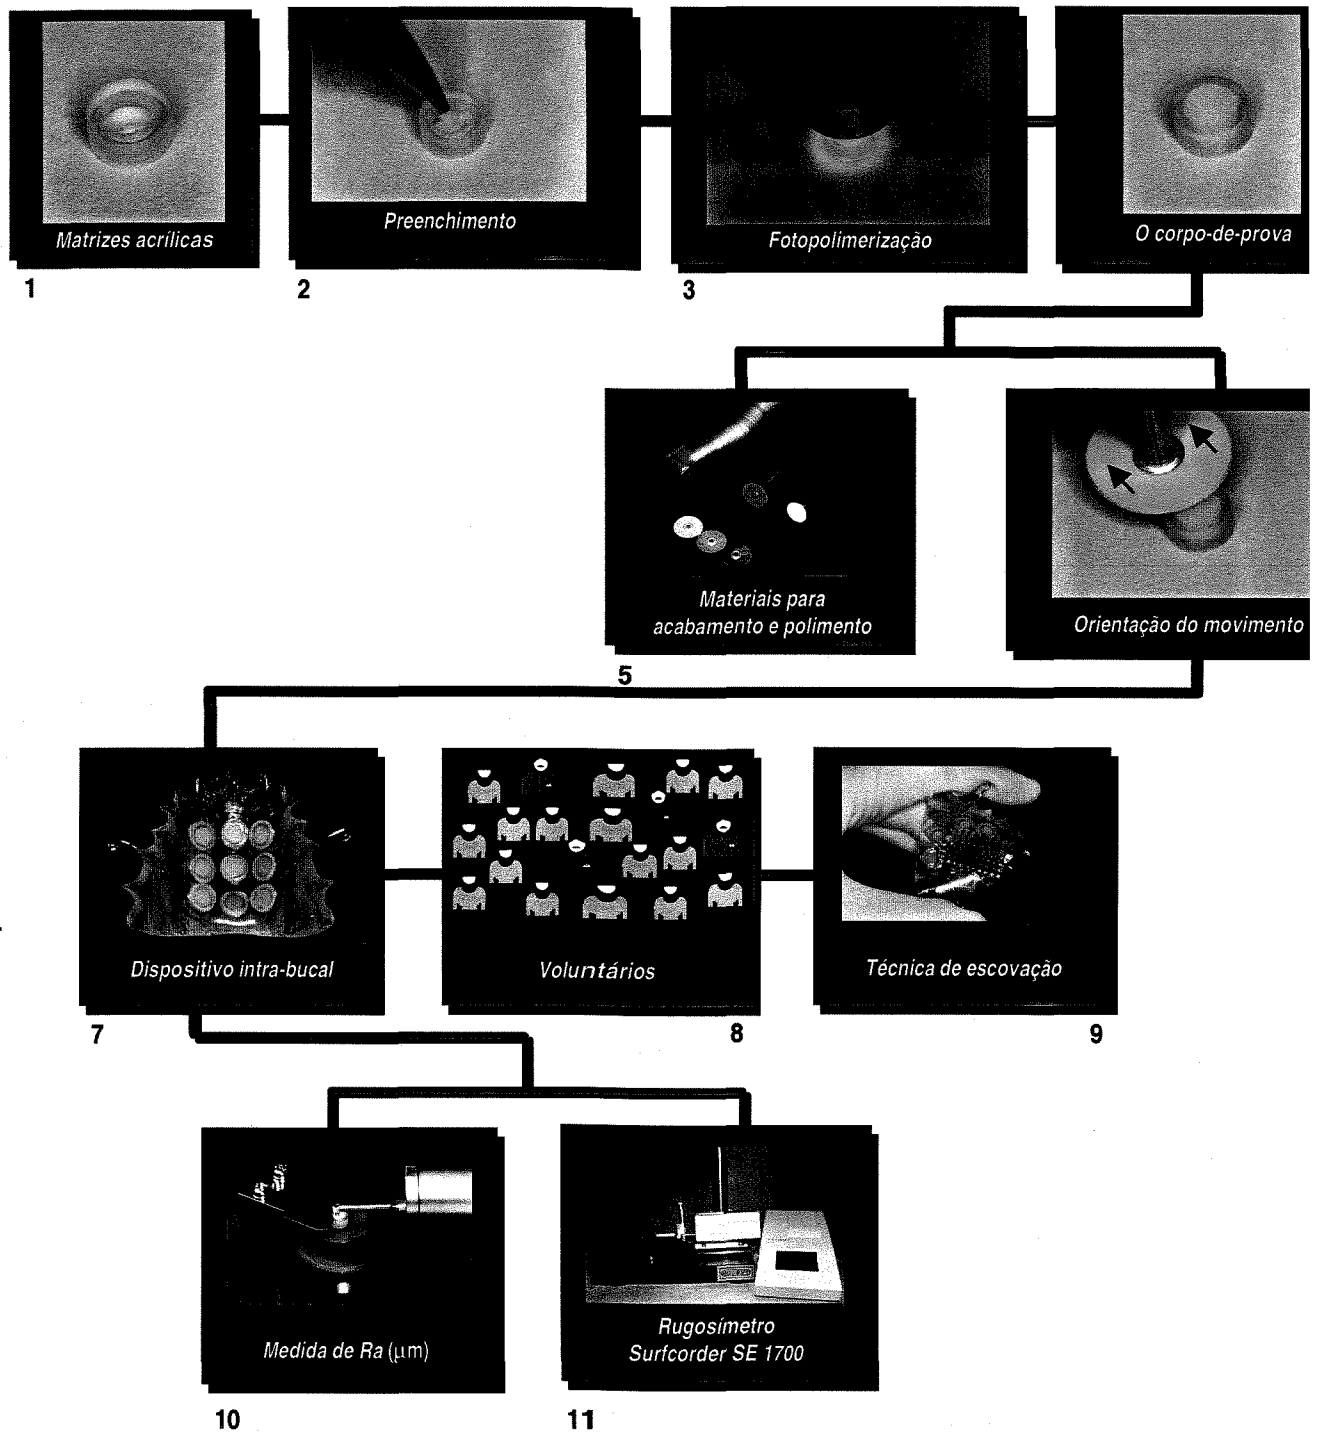 Matrizes acrílicas
Preenchimento
Fotopolimerização
O corpo-de-prova
1
2
3
Materiais para
acabamento e polimento
Orientação do movimento
5
Dispositivo intra-bucal
Voluntários
Técnica de escovação
7
8
9
Medida de Ra (μm)
Rugosímetro
Surfcorder SE 1700
10
11